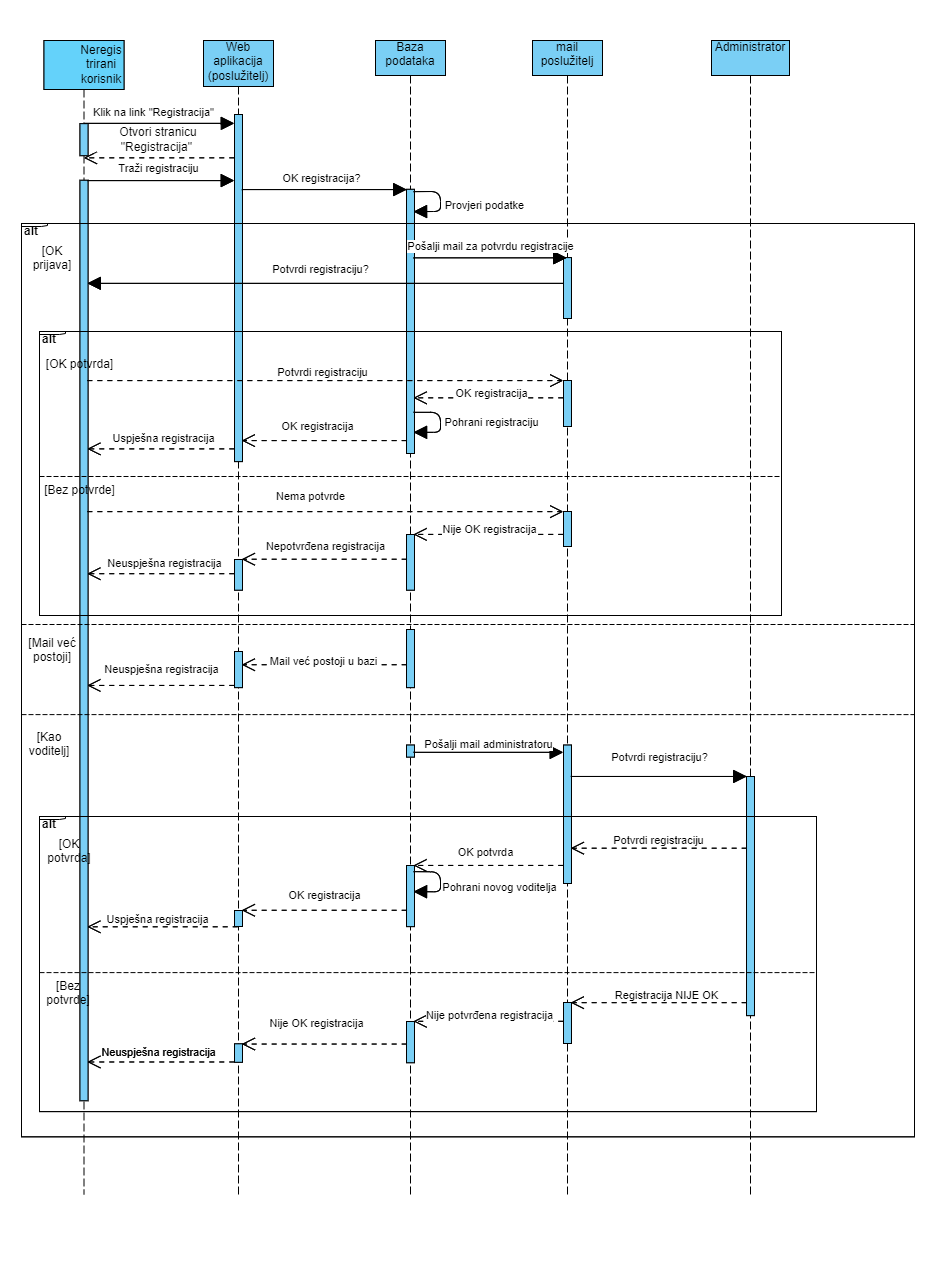 Neregis
trirani
korisnik
Web
aplikacija
(poslužitelj)
Baza
podataka
mail
poslužitelj
Administrator
Klik na link "Registracija"
Otvori stranicu
"Registracija"
Traži registraciju
OK registracija?
Provjeri podatke
alt
[OK
prijava]
Pošalji mail za potvrdu registracije
Potvrdi registraciju?
alt
[OK potvrda]
Potvrdi registraciju
OK registracija
Pohrani registraciju
OK registracija
Uspješna registracija
[Bez potvrde]
Nema potvrde
Nije OK registracija
Nepotvrđena registracija
Neuspješna registracija
[Mail već
postoji]
Mail već postoji u bazi
Neuspješna registracija
[Kao
voditelj]
Pošalji mail administratoru
Potvrdi registraciju?
alt
[OK
potvrda]
Potvrdi registraciju
OK potvrda
Pohrani novog voditelja
OK registracija
Uspješna registracija
[Bez
potvrde]
Registracija NIJE OK
Nije potvrđena registracija
Nije OK registracija
Neuspješna registracija